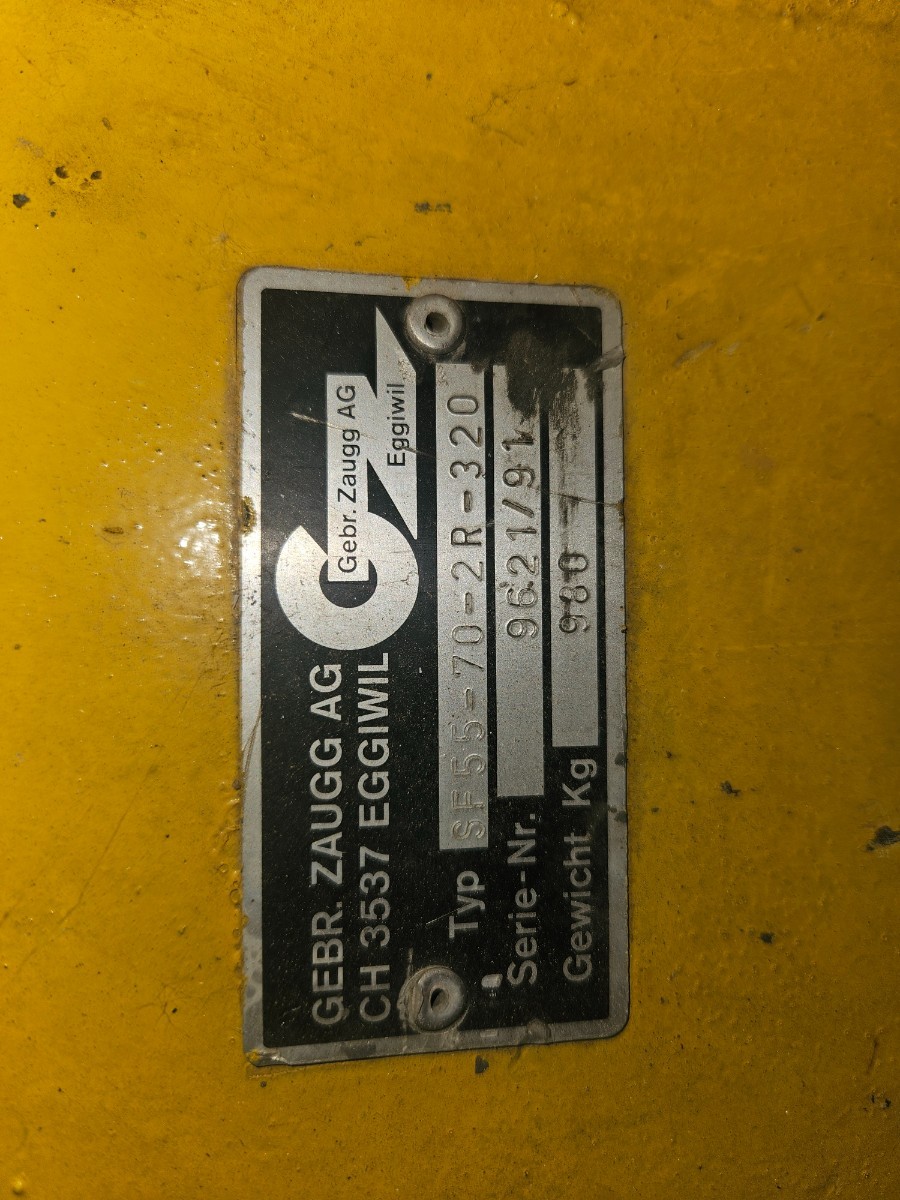 GEBR. ZAUGG AG
CH 3537 EGGIWIL
Gebr. Zaugg AG
Eggiwil
Typ SF55-70-2R-320
Serie-Nr. 9621/91
Gewicht Kg 980